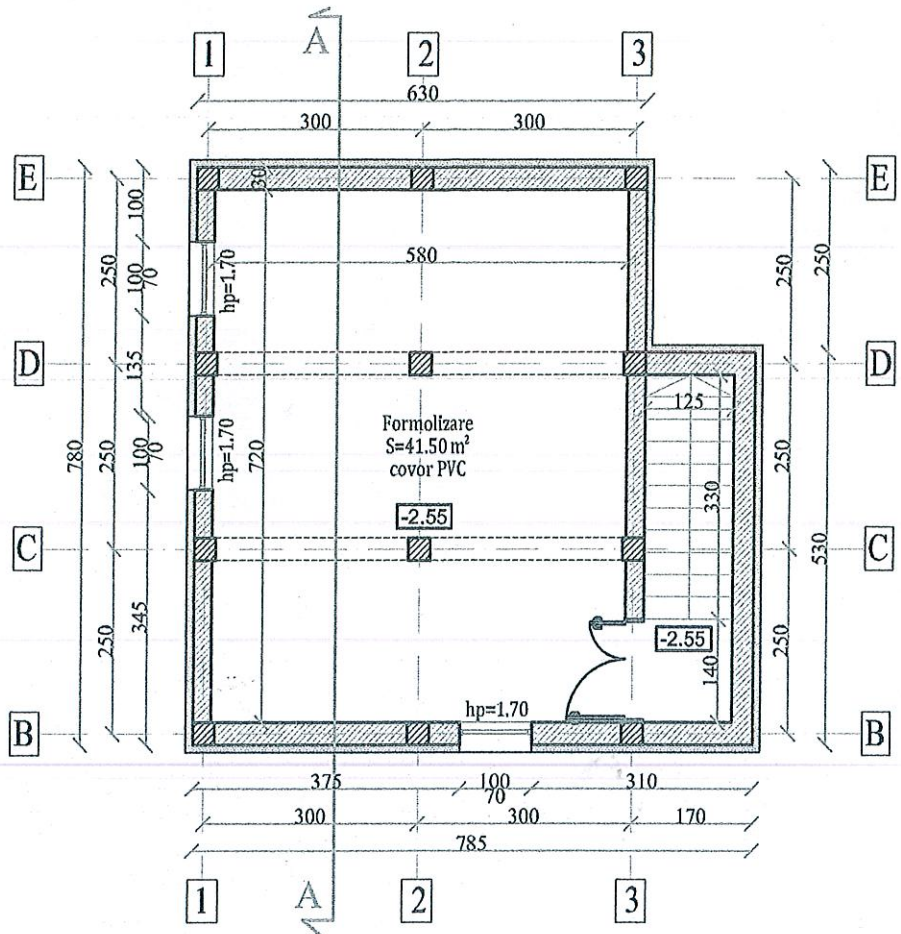 A
1
2
3
630
300
300
E
E
30
100
250
100
70
hp=1.70
580
250
250
D
D
135
780
250
100
70
hp=1.70
720
Formolizare
S=41.50 m²
covor PVC
-2.55
125
330
250
530
C
C
345
250
-2.55
140
250
B
B
hp=1.70
375
100
70
310
300
300
170
785
A
1
2
3